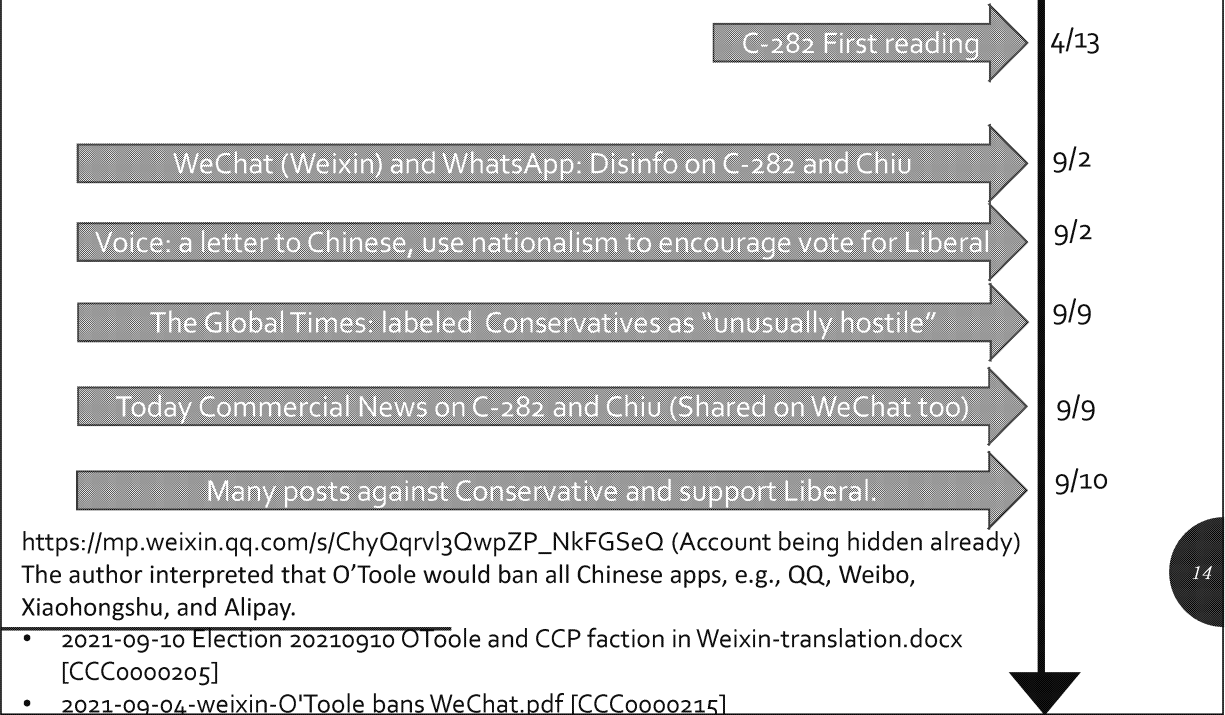 C-282 First reading 4/13
WeChat (Weixin) and WhatsApp: Disinfo on C-282 and Chiu 9/2
Voice: a letter to Chinese, use nationalism to encourage vote for Liberal 9/2
The Global Times: labeled Conservatives as “unusually hostile” 9/9
Today Commercial News on C-282 and Chiu (Shared on WeChat too) 9/9
Many posts against Conservative and support Liberal. 9/10
https://mp.weixin.qq.com/s/ChyQqrvl3QwpZP_NkFGSeQ (Account being hidden already)
The author interpreted that O’Toole would ban all Chinese apps, e.g., QQ, Weibo,
Xiaohongshu, and Alipay.
14
• 2021-09-10 Election 20210910 OToole and CCP faction in Weixin-translation.docx
[CCC0000205]
• 2021-09-04-weixin-O'Toole bans WeChat.pdf [CCC0000215]